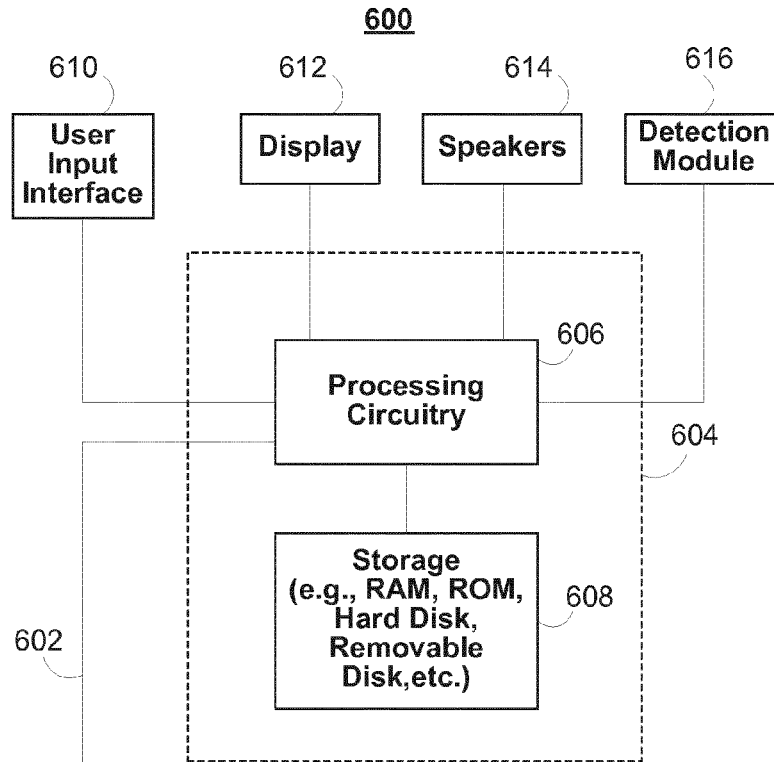 600
610
612
614
616
User
Input
Interface
Display
Speakers
Detection
Module
606
Processing
Circuitry
604
Storage
(e.g., RAM, ROM,
Hard Disk,
Removable
Disk,etc.)
608
602